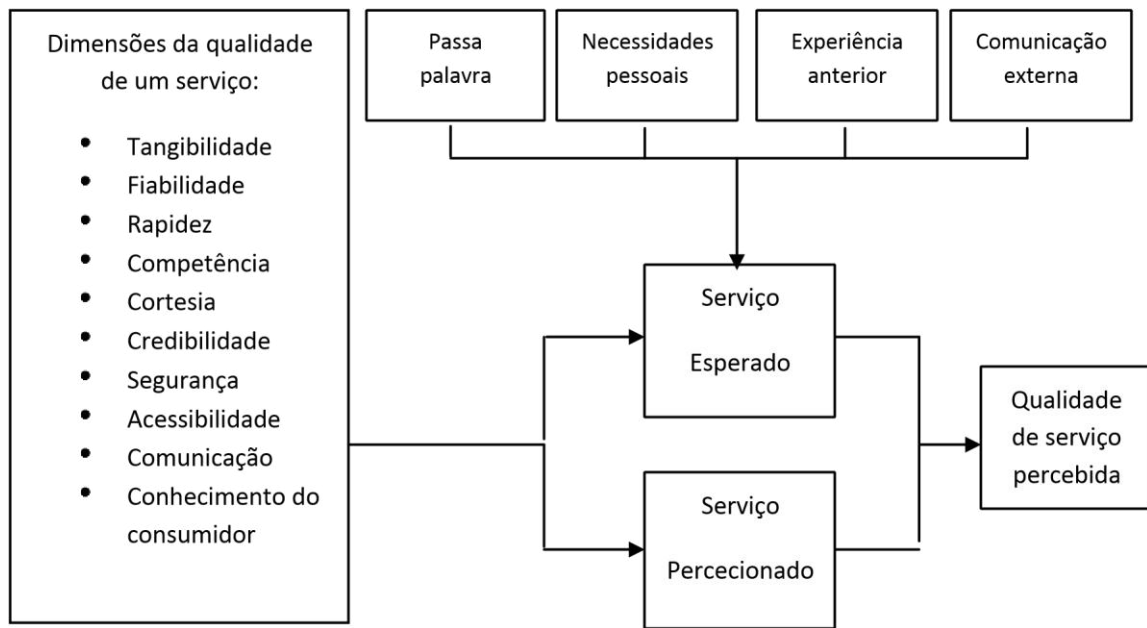 Dimensões da qualidade
de um serviço:
• Tangibilidade
• Fiabilidade
• Rapidez
• Competência
• Cortesia
• Credibilidade
• Segurança
• Acessibilidade
• Comunicação
• Conhecimento do
consumidor
Passa
palavra
Necessidades
pessoais
Experiência
anterior
Comunicação
externa
Serviço
Esperado
Serviço
Percecionado
Qualidade
de serviço
percebida